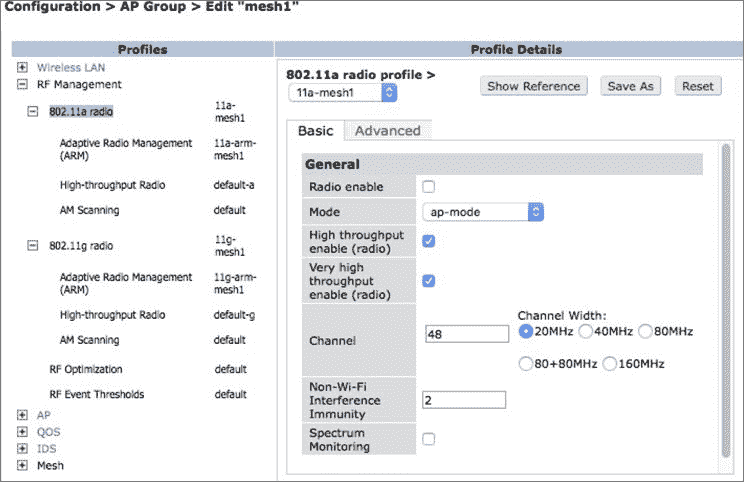 Configuration > AP Group > Edit "mesh1"
Profiles
Wireless LAN
RF Management
802.11a radio 11a-
mesh1
Adaptive Radio Management 11a-arm-
(ARM) mesh1
High-throughput Radio default-a
AM Scanning default
802.11g radio 11g-
mesh1
Adaptive Radio Management 11g-arm-
(ARM) mesh1
High-throughput Radio default-g
AM Scanning default
RF Optimization default
RF Event Thresholds default
AP
QOS
IDS
Mesh
Profile Details
802.11a radio profile >
11a-mesh1
Show Reference Save As Reset
Basic Advanced
General
Radio enable
Mode ap-mode
High throughput
enable (radio)
Very high
throughput
enable (radio)
Channel 48
Channel Width:
20MHz 40MHz 80MHz
80+80MHz 160MHz
Non-Wi-Fi
Interference 2
Immunity
Spectrum
Monitoring